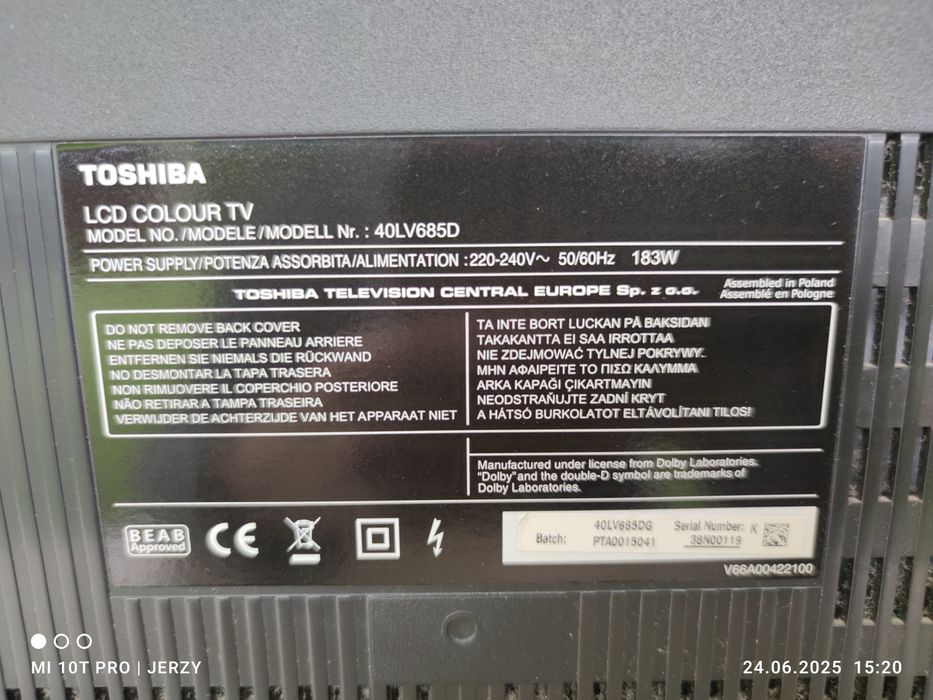 TOSHIBA
LCD COLOUR TV
MODEL NO./MODELE/MODELL Nr. : 40LV685D
POWER SUPPLY/POTENZA ASSORBITA/ALIMENTATION : 220-240V~ 50/60Hz 183W
TOSHIBA TELEVISION CENTRAL EUROPE Sp. z o.o.
Assembled in Poland
Assemblé en Pologne
DO NOT REMOVE BACK COVER
NE PAS DEPOSER LE PANNEAU ARRIERE
ENTFERNEN SIE NIEMALS DIE RÜCKWAND
NO DESMONTAR LA TAPA TRASERA
NON RIMUOVERE IL COPERCHIO POSTERIORE
NÃO RETIRAR A TAMPA TRASEIRA
VERWIJDER DE ACHTERZIJDE VAN HET APPARAAT NIET
TA INTE BORT LUCKAN PÅ BAKSIDAN
TAKAKANTTA EI SAA IRROTTAA
NIE ZDEJMOWAĆ TYLNEJ POKRYWY.
ΜΗΝ ΑΦΑΙΡΕΙΤΕ ΤΟ ΠΙΣΩ ΚΑΛΥΜΜΑ
ARKA KAPAĞI ÇIKARTMAYIN
NEODSTRAŇUJTE ZADNÍ KRYT
A HÁTSÓ BURKOLATOT ELTÁVOLÍTANI TILOS!
Manufactured under license from Dolby Laboratories.
"Dolby" and the double-D symbol are trademarks of
Dolby Laboratories.
BEAB
Approved
CE
40LV685DG Serial Number: K
Batch: PTA0015041 38N00119
V66A00422100
MI 10T PRO | JERZY
24.06.2025 15:20